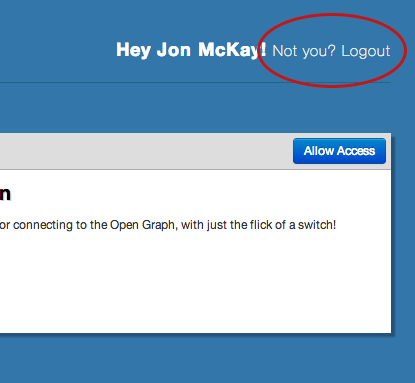 Hey Jon McKay! Not you? Logout
Allow Access
n
or connecting to the Open Graph, with just the flick of a switch!